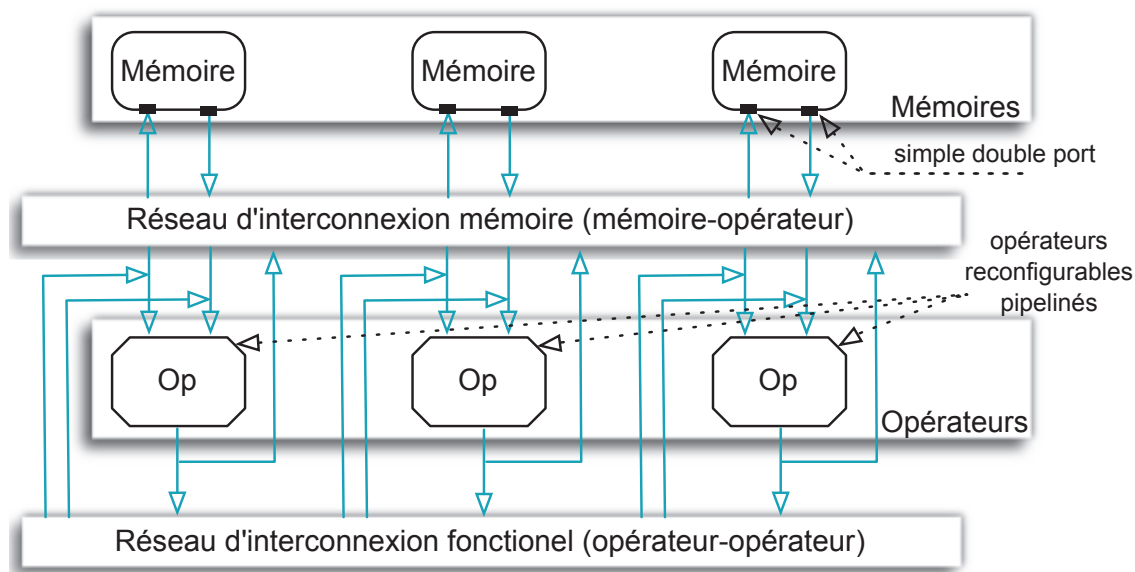 Mémoire
Mémoire
Mémoire
Mémoires
simple double port
Réseau d'interconnexion mémoire (mémoire-opérateur)
opérateurs
reconfigurables
pipelinés
Op
Op
Op
Opérateurs
Réseau d'interconnexion fonctionel (opérateur-opérateur)